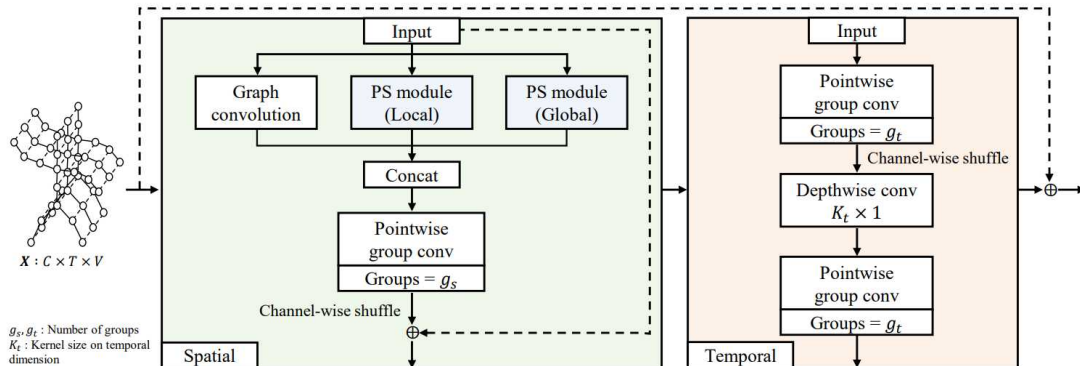 Input
Graph
convolution
PS module
(Local)
PS module
(Global)
Concat
Pointwise
group conv
Groups = g_s
Channel-wise shuffle
⊕
Spatial
X : C × T × V
g_s, g_t : Number of groups
K_t : Kernel size on temporal
dimension
Input
Pointwise
group conv
Groups = g_t
Channel-wise shuffle
Depthwise conv
K_t × 1
Pointwise
group conv
Groups = g_t
Temporal
⊕